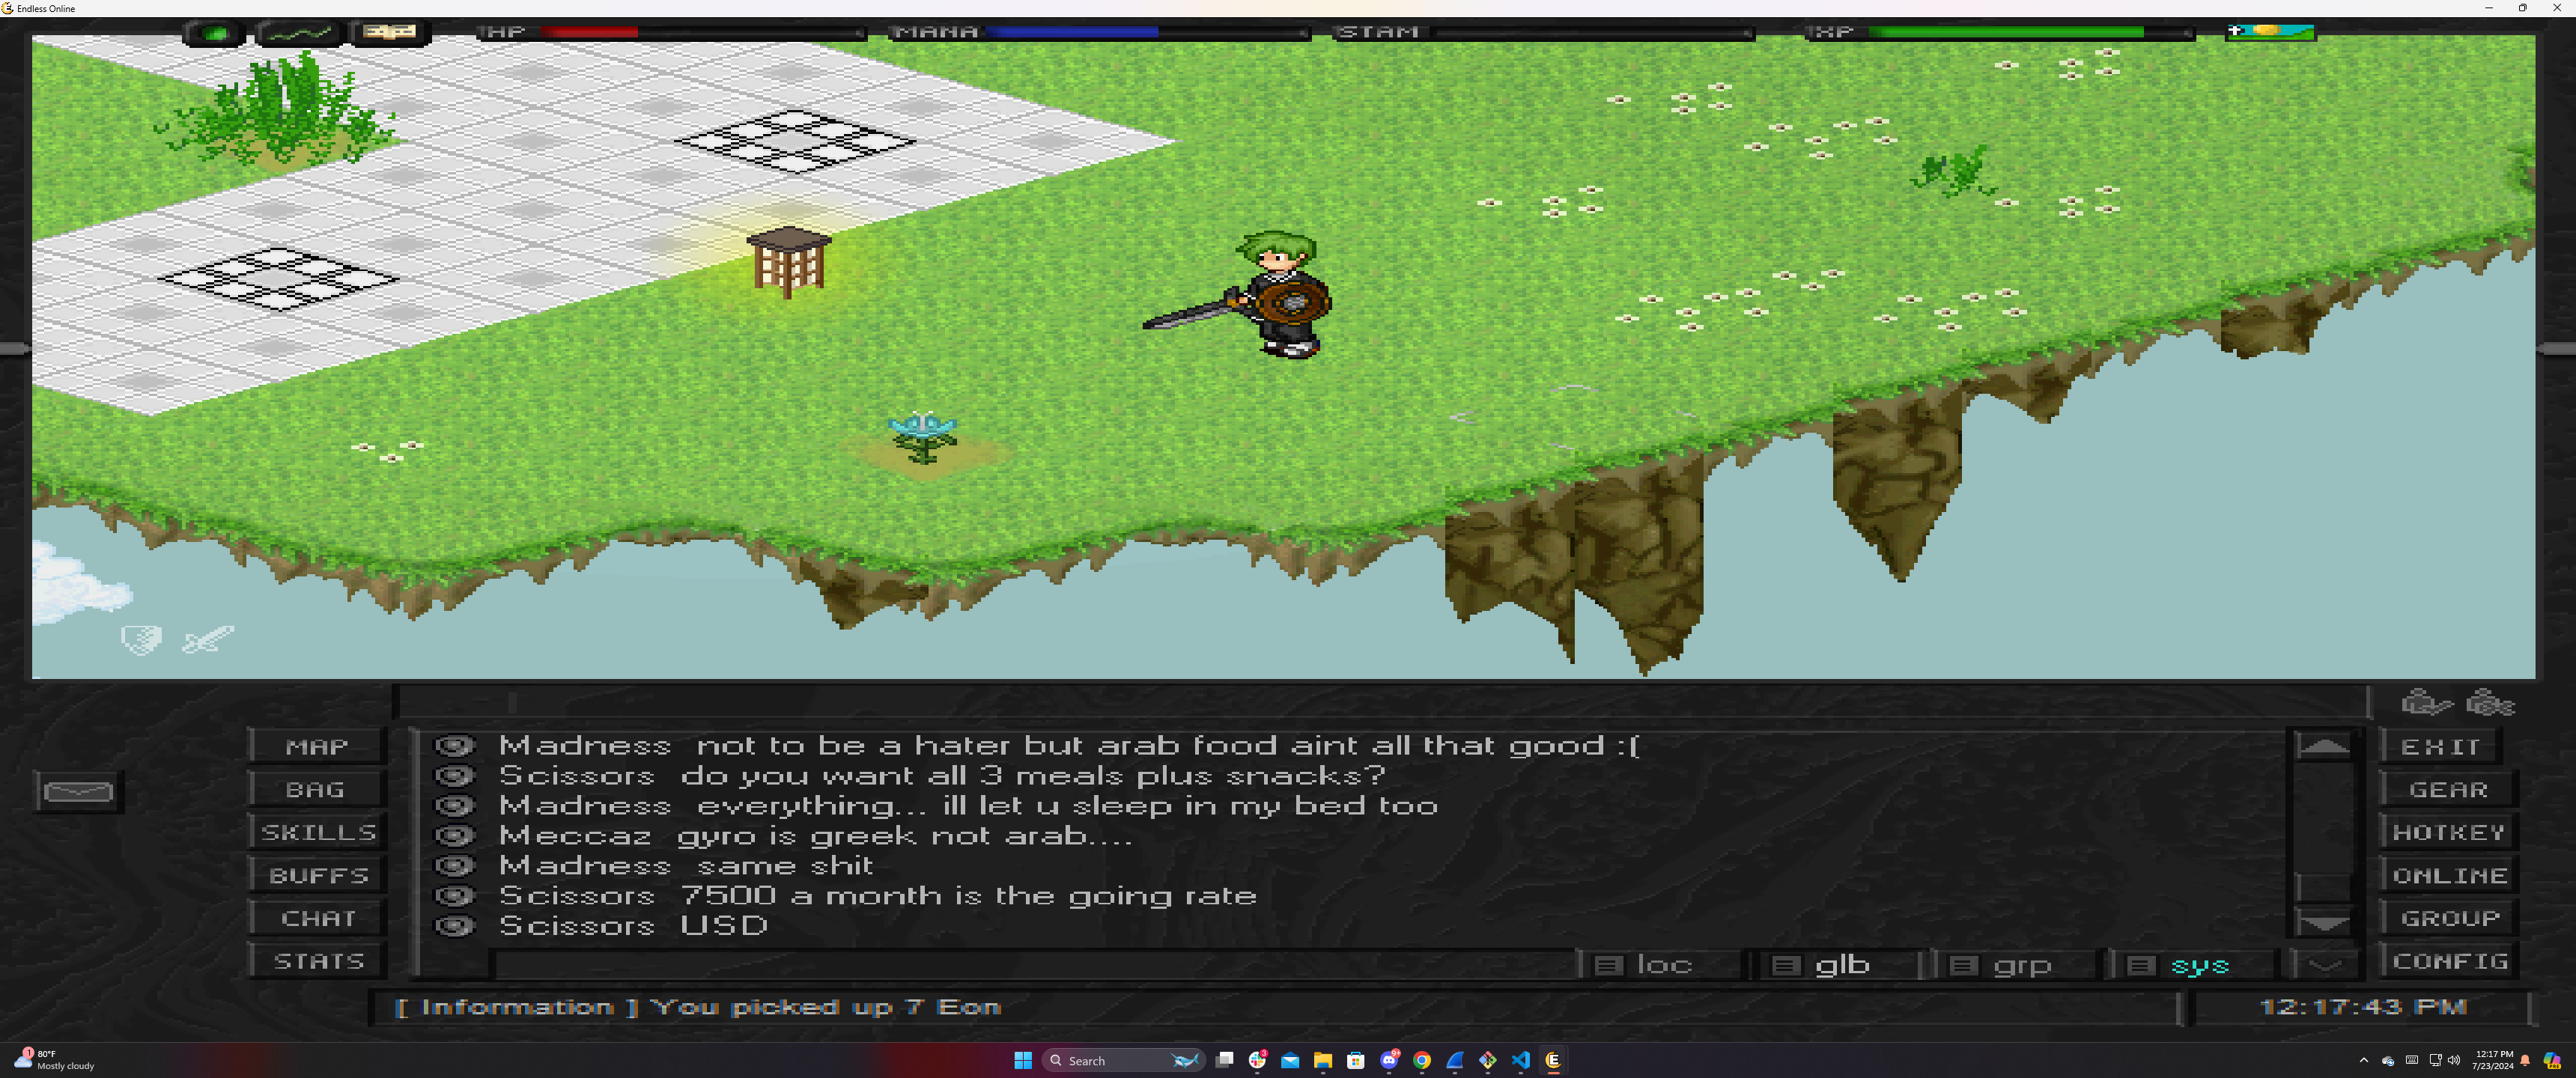 Endless Online
HP MANA STAM XP
MAP
BAG
SKILLS
BUFFS
CHAT
STATS
Madness not to be a hater but arab food aint all that good :(
Scissors do you want all 3 meals plus snacks?
Madness everything... ill let u sleep in my bed too
Meccaz gyro is greek not arab....
Madness same shit
Scissors 7500 a month is the going rate
Scissors USD
loc glb grp sys
EXIT
GEAR
HOTKEY
ONLINE
GROUP
CONFIG
[ Information ] You picked up 7 Eon
12:17:43 PM
1
80°F
Mostly cloudy
Search
3
9+
E
12:17 PM
7/23/2024
PRE